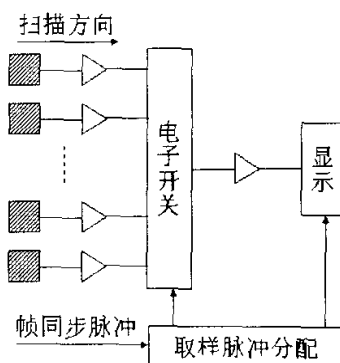 扫描方向
电子开关
显示
帧同步脉冲
取样脉冲分配